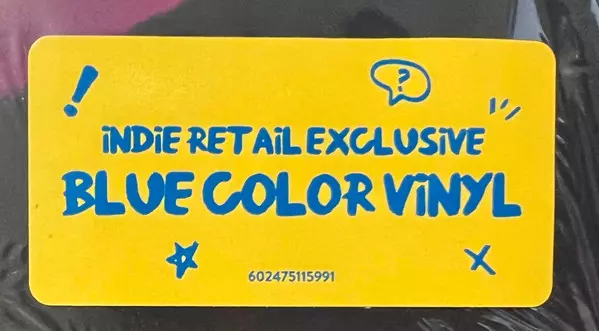 !
?
iNDiE RETAiL EXCLUSiVE
BLUE COLOR ViNYL
602475115991